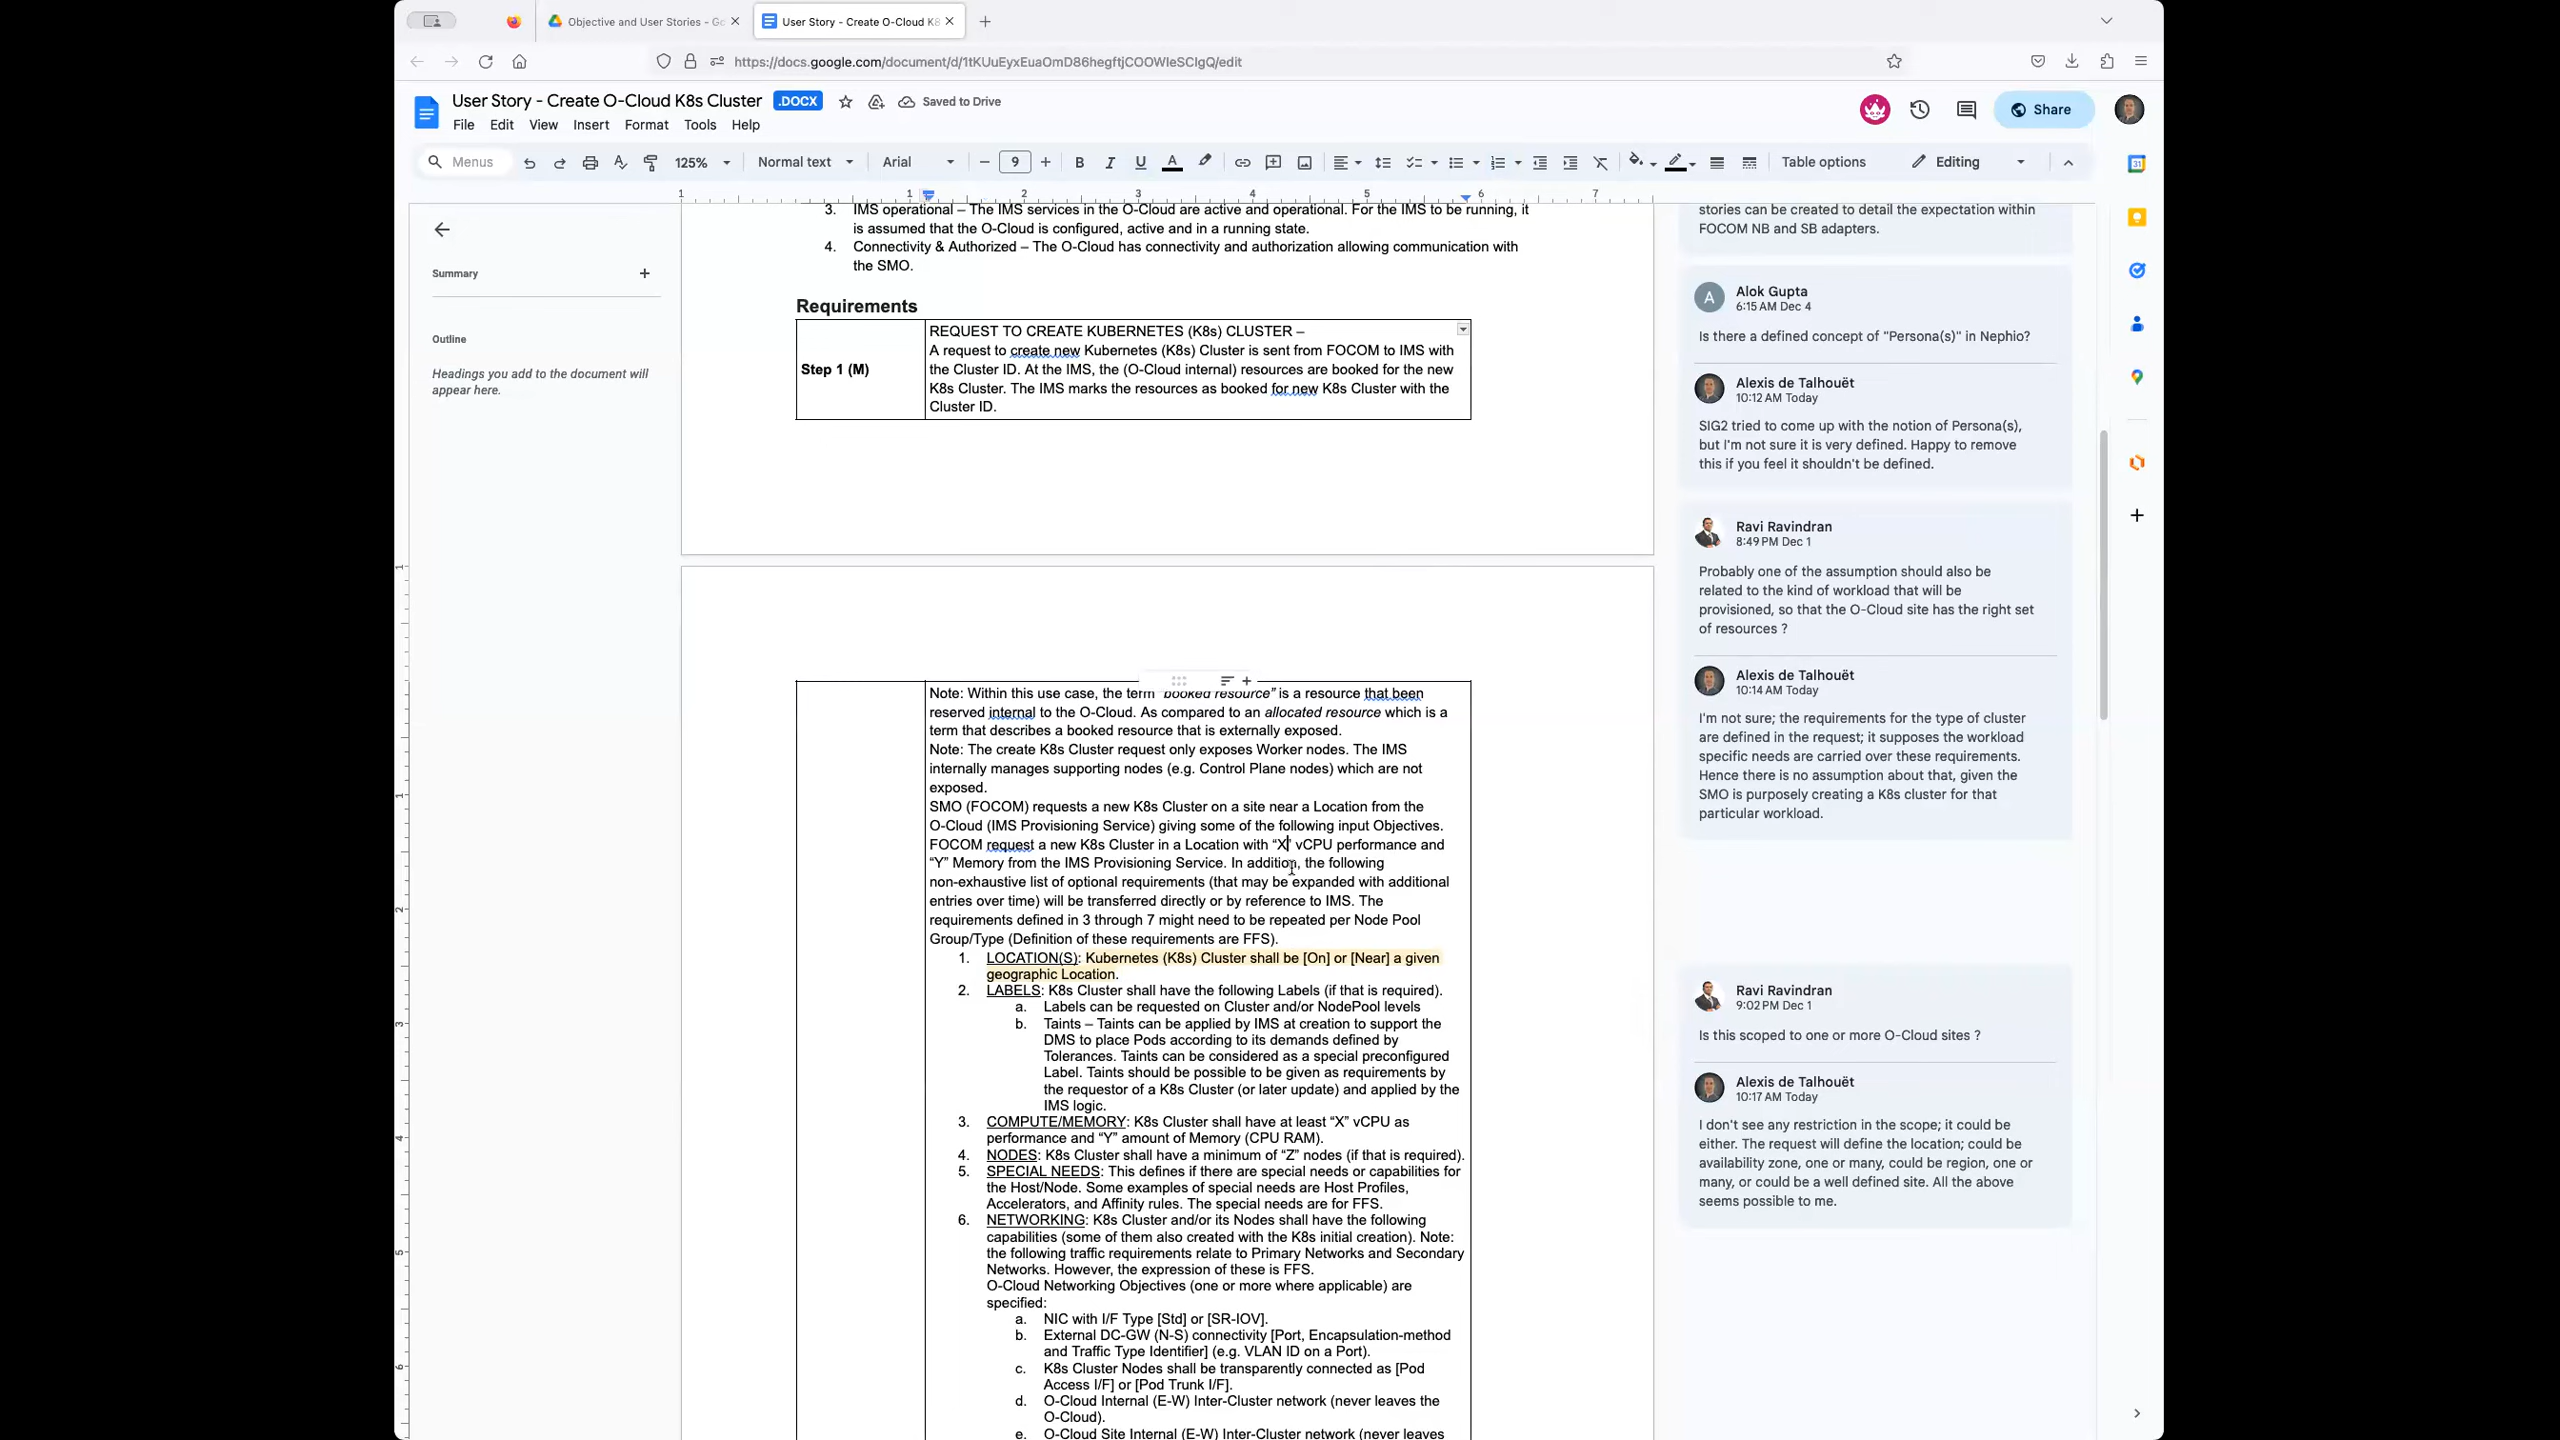 Objective and User Stories - Go
User Story - Create O-Cloud K8
https://docs.google.com/document/d/1tKUuEyxEuaOmD86hegftjCOOWIeSCIgQ/edit
User Story - Create O-Cloud K8s Cluster
.DOCX
Saved to Drive
Share
File Edit View Insert Format Tools Help
Menus
125%
Normal text
Arial
9
Table options
Editing
1 1 2 3 4 5 6 7
Summary
Outline
Headings you add to the document will
appear here.
3. IMS operational – The IMS services in the O-Cloud are active and operational. For the IMS to be running, it
is assumed that the O-Cloud is configured, active and in a running state.
4. Connectivity & Authorized – The O-Cloud has connectivity and authorization allowing communication with
the SMO.
Requirements
Step 1 (M)
REQUEST TO CREATE KUBERNETES (K8s) CLUSTER –
A request to create new Kubernetes (K8s) Cluster is sent from FOCOM to IMS with
the Cluster ID. At the IMS, the (O-Cloud internal) resources are booked for the new
K8s Cluster. The IMS marks the resources as booked for new K8s Cluster with the
Cluster ID.
Note: Within this use case, the term “booked resource” is a resource that been
reserved internal to the O-Cloud. As compared to an allocated resource which is a
term that describes a booked resource that is externally exposed.
Note: The create K8s Cluster request only exposes Worker nodes. The IMS
internally manages supporting nodes (e.g. Control Plane nodes) which are not
exposed.
SMO (FOCOM) requests a new K8s Cluster on a site near a Location from the
O-Cloud (IMS Provisioning Service) giving some of the following input Objectives.
FOCOM request a new K8s Cluster in a Location with “X” vCPU performance and
“Y” Memory from the IMS Provisioning Service. In addition, the following
non-exhaustive list of optional requirements (that may be expanded with additional
entries over time) will be transferred directly or by reference to IMS. The
requirements defined in 3 through 7 might need to be repeated per Node Pool
Group/Type (Definition of these requirements are FFS).
1. LOCATION(S): Kubernetes (K8s) Cluster shall be [On] or [Near] a given
geographic Location.
2. LABELS: K8s Cluster shall have the following Labels (if that is required).
a. Labels can be requested on Cluster and/or NodePool levels
b. Taints – Taints can be applied by IMS at creation to support the
DMS to place Pods according to its demands defined by
Tolerances. Taints can be considered as a special preconfigured
Label. Taints should be possible to be given as requirements by
the requestor of a K8s Cluster (or later update) and applied by the
IMS logic.
3. COMPUTE/MEMORY: K8s Cluster shall have at least “X” vCPU as
performance and “Y” amount of Memory (CPU RAM).
4. NODES: K8s Cluster shall have a minimum of “Z” nodes (if that is required).
5. SPECIAL NEEDS: This defines if there are special needs or capabilities for
the Host/Node. Some examples of special needs are Host Profiles,
Accelerators, and Affinity rules. The special needs are for FFS.
6. NETWORKING: K8s Cluster and/or its Nodes shall have the following
capabilities (some of them also created with the K8s initial creation). Note:
the following traffic requirements relate to Primary Networks and Secondary
Networks. However, the expression of these is FFS.
O-Cloud Networking Objectives (one or more where applicable) are
specified:
a. NIC with I/F Type [Std] or [SR-IOV].
b. External DC-GW (N-S) connectivity [Port, Encapsulation-method
and Traffic Type Identifier] (e.g. VLAN ID on a Port).
c. K8s Cluster Nodes shall be transparently connected as [Pod
Access I/F] or [Pod Trunk I/F].
d. O-Cloud Internal (E-W) Inter-Cluster network (never leaves the
O-Cloud).
e. O-Cloud Site Internal (E-W) Inter-Cluster network (never leaves
stories can be created to detail the expectation within
FOCOM NB and SB adapters.
A
Alok Gupta
6:15 AM Dec 4
Is there a defined concept of "Persona(s)" in Nephio?
Alexis de Talhouët
10:12 AM Today
SIG2 tried to come up with the notion of Persona(s),
but I'm not sure it is very defined. Happy to remove
this if you feel it shouldn't be defined.
Ravi Ravindran
8:49 PM Dec 1
Probably one of the assumption should also be
related to the kind of workload that will be
provisioned, so that the O-Cloud site has the right set
of resources ?
Alexis de Talhouët
10:14 AM Today
I'm not sure; the requirements for the type of cluster
are defined in the request; it supposes the workload
specific needs are carried over these requirements.
Hence there is no assumption about that, given the
SMO is purposely creating a K8s cluster for that
particular workload.
Ravi Ravindran
9:02 PM Dec 1
Is this scoped to one or more O-Cloud sites ?
Alexis de Talhouët
10:17 AM Today
I don't see any restriction in the scope; it could be
either. The request will define the location; could be
availability zone, one or many, could be region, one or
many, or could be a well defined site. All the above
seems possible to me.